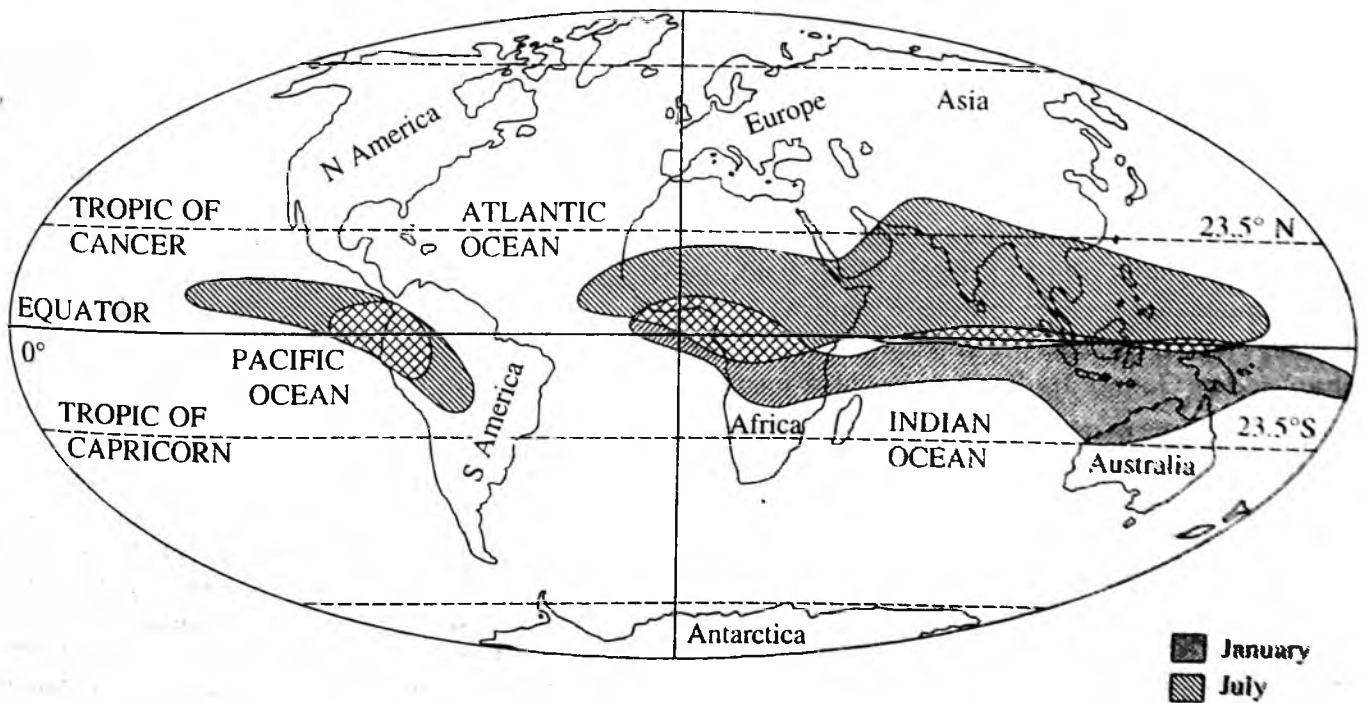 N America
Europe
Asia
TROPIC OF
CANCER
ATLANTIC
OCEAN
23.5° N
EQUATOR
0°
PACIFIC
OCEAN
S America
Africa
INDIAN
OCEAN
TROPIC OF
CAPRICORN
23.5°S
Australia
Antarctica
January
July